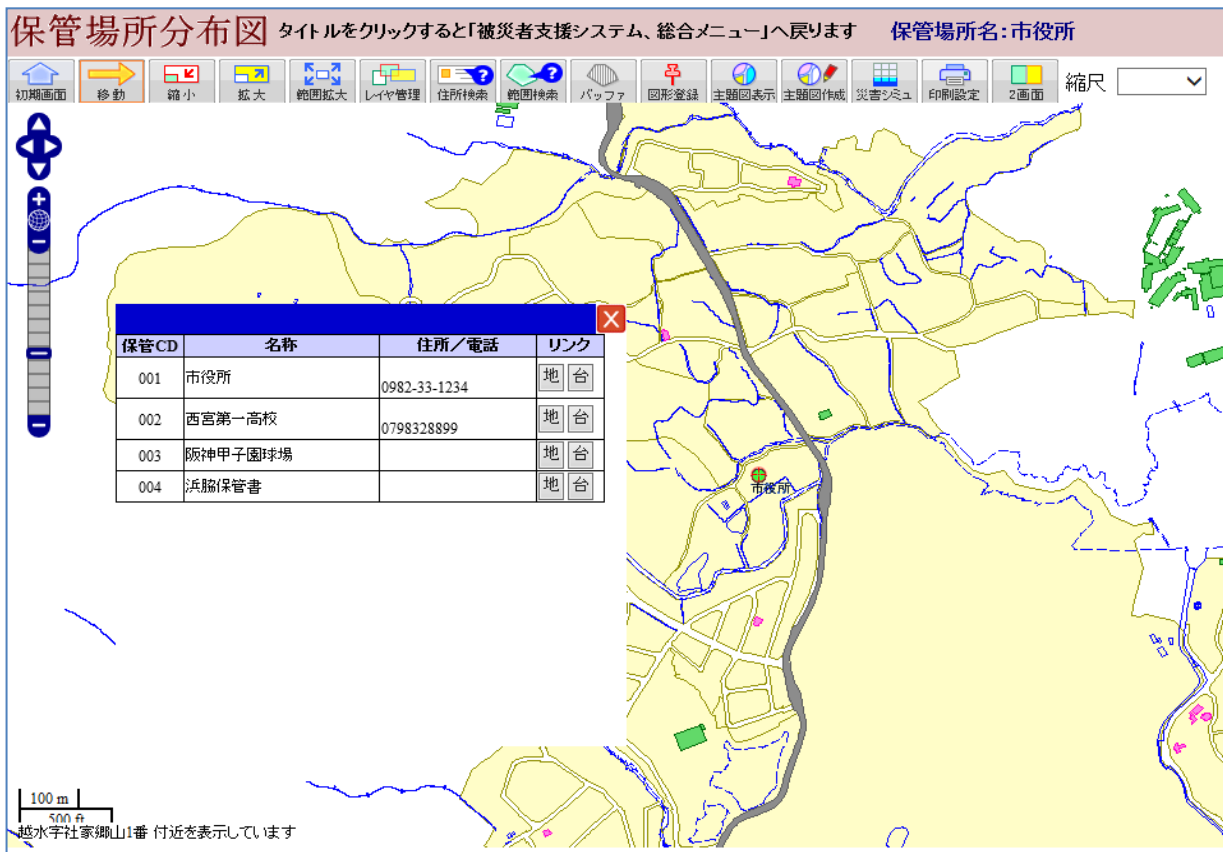 保管場所分布図 タイトルをクリックすると「被災者支援システム、総合メニュー」へ戻ります 保管場所名:市役所
初期画面 移動 縮小 拡大 範囲拡大 レイヤ管理 住所検索 範囲検索 バッファ 図形登録 主題図表示 主題図作成 災害シミュ 印刷設定 2画面 縮尺
保管CD 名称 住所／電話 リンク
001 市役所 0982-33-1234 地 台
002 西宮第一高校 0798328899 地 台
003 阪神甲子園球場 地 台
004 浜脇保管書 地 台
市役所
100 m
500 ft
越水字社家郷山1番 付近を表示しています